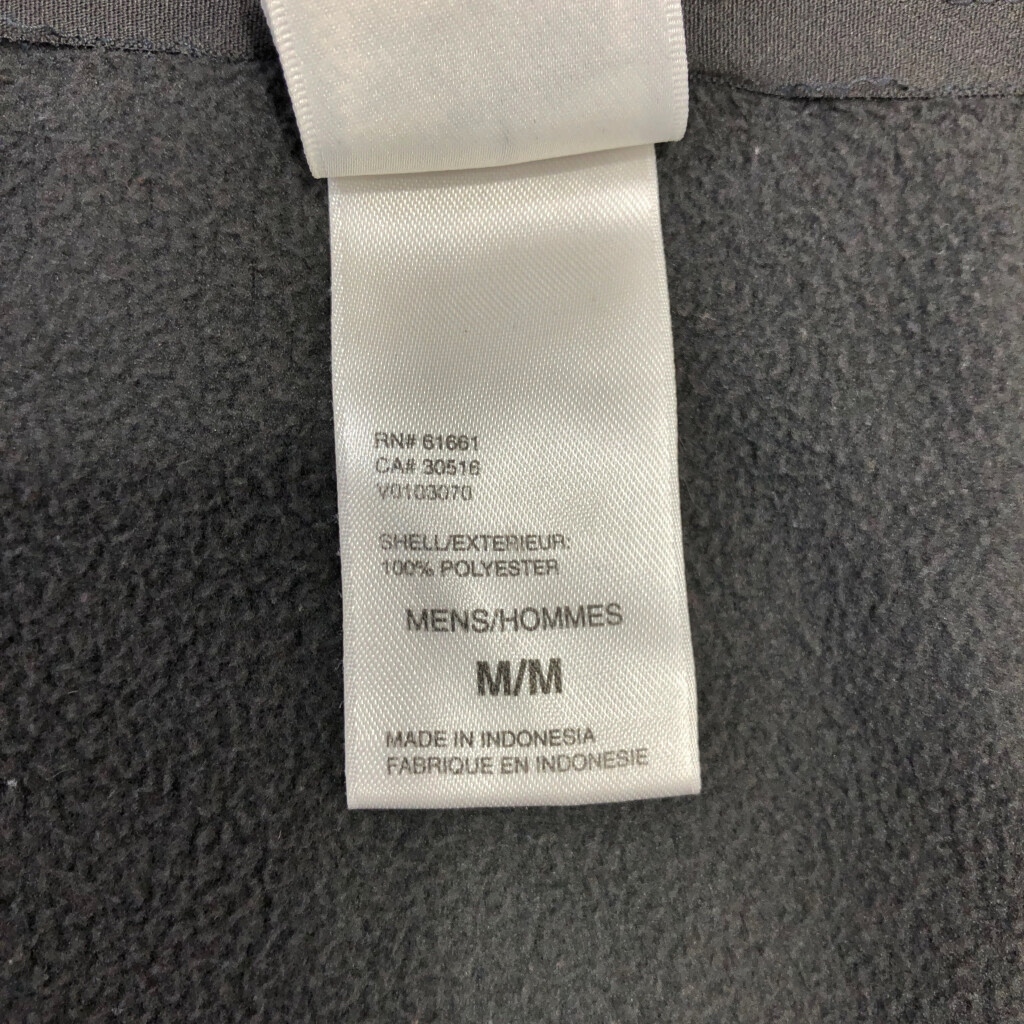 RN# 61661
CA# 30516
V0103070
SHELL/EXTERIEUR:
100% POLYESTER
MENS/HOMMES
M/M
MADE IN INDONESIA
FABRIQUE EN INDONESIE